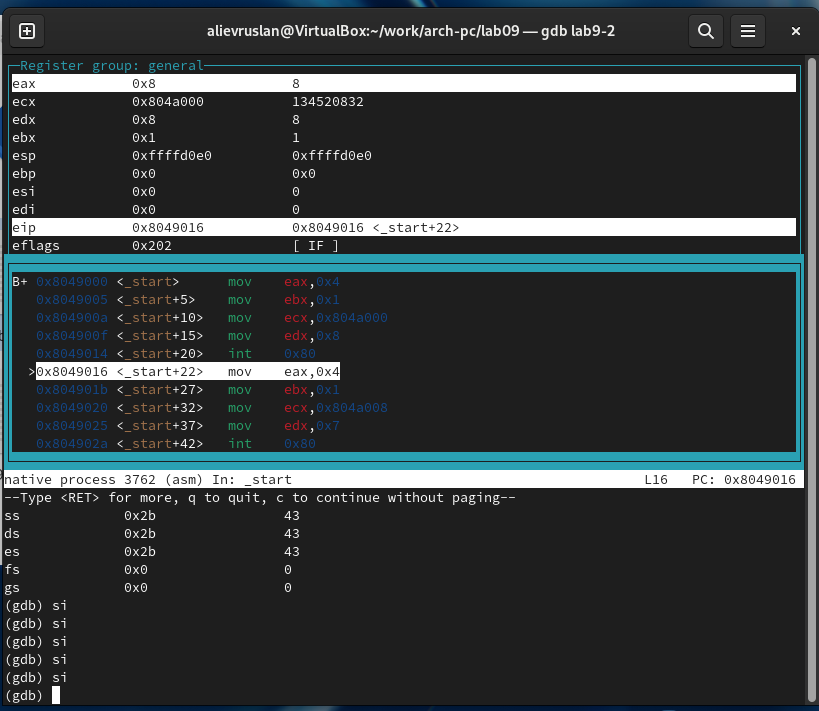 alievruslan@VirtualBox:~/work/arch-pc/lab09 — gdb lab9-2
Register group: general
eax 0x8 8
ecx 0x804a000 134520832
edx 0x8 8
ebx 0x1 1
esp 0xffffd0e0 0xffffd0e0
ebp 0x0 0x0
esi 0x0 0
edi 0x0 0
eip 0x8049016 0x8049016 <_start+22>
eflags 0x202 [ IF ]
B+ 0x8049000 <_start> mov eax,0x4
0x8049005 <_start+5> mov ebx,0x1
0x804900a <_start+10> mov ecx,0x804a000
0x804900f <_start+15> mov edx,0x8
0x8049014 <_start+20> int 0x80
>0x8049016 <_start+22> mov eax,0x4
0x804901b <_start+27> mov ebx,0x1
0x8049020 <_start+32> mov ecx,0x804a008
0x8049025 <_start+37> mov edx,0x7
0x804902a <_start+42> int 0x80
native process 3762 (asm) In: _start L16 PC: 0x8049016
--Type <RET> for more, q to quit, c to continue without paging--
ss 0x2b 43
ds 0x2b 43
es 0x2b 43
fs 0x0 0
gs 0x0 0
(gdb) si
(gdb) si
(gdb) si
(gdb) si
(gdb) si
(gdb)